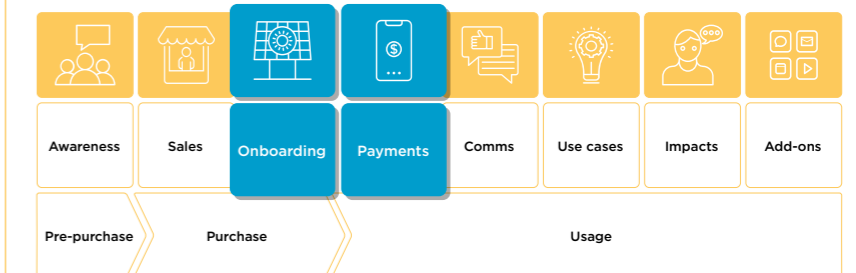 $
Awareness
Sales
Onboarding
Payments
Comms
Use cases
Impacts
Add-ons
Pre-purchase
Purchase
Usage